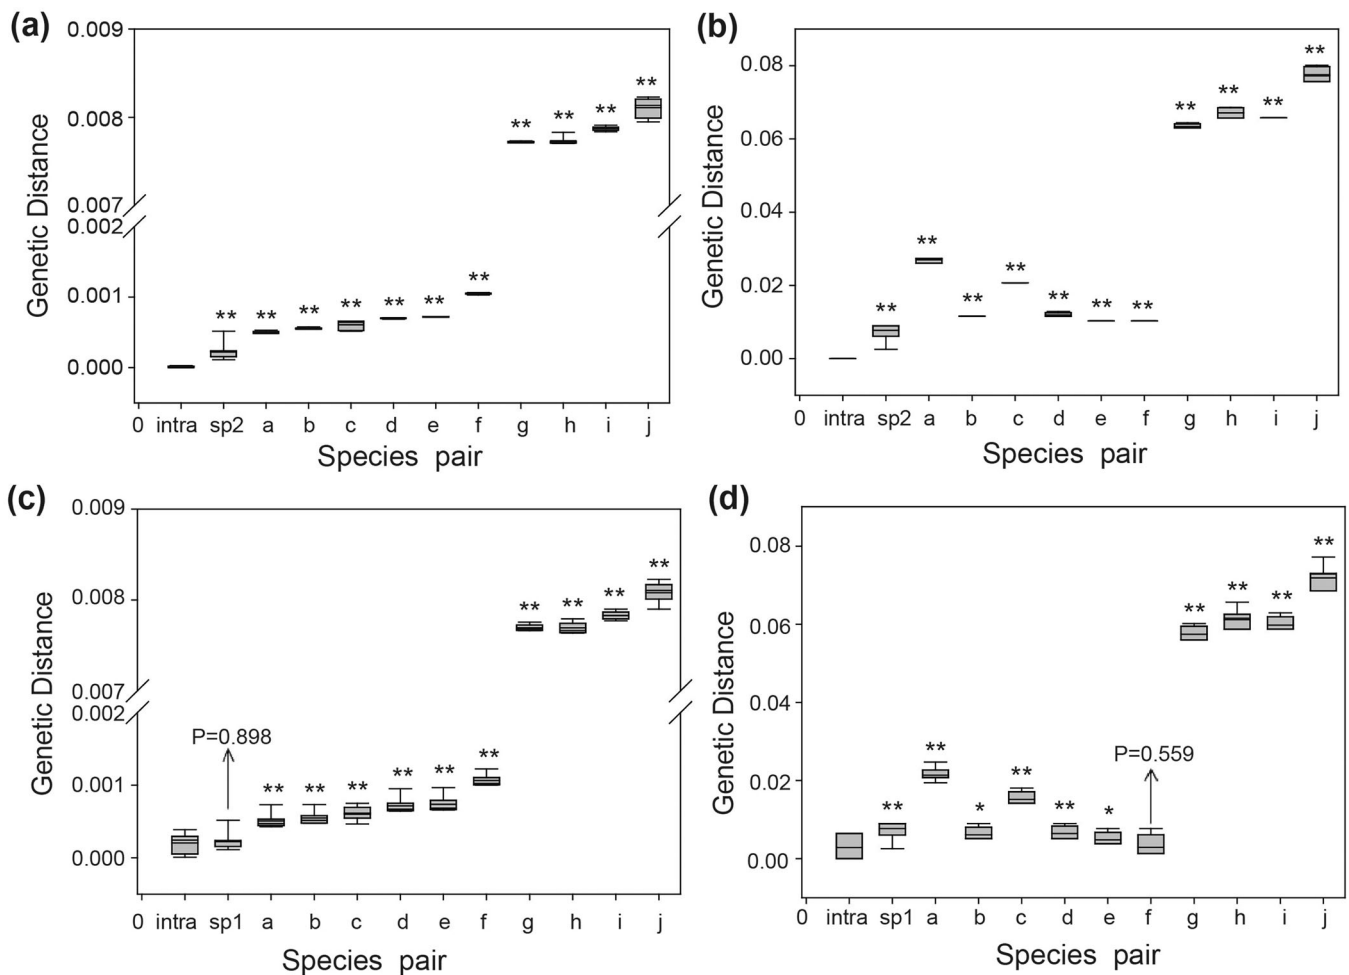 (a)
0.009
0.008
0.007
0.002
0.001
0.000
Genetic Distance
** ** ** ** ** ** ** ** ** ** **
0 intra sp2 a b c d e f g h i j
Species pair
(b)
0.08
0.06
0.04
0.02
0.00
Genetic Distance
** ** ** ** ** ** ** ** ** ** **
0 intra sp2 a b c d e f g h i j
Species pair
(c)
0.009
0.008
0.007
0.002
0.001
0.000
Genetic Distance
P=0.898
** ** ** ** ** ** ** ** ** **
0 intra sp1 a b c d e f g h i j
Species pair
(d)
0.08
0.06
0.04
0.02
0.00
Genetic Distance
P=0.559
** ** * ** ** * ** ** ** **
0 intra sp1 a b c d e f g h i j
Species pair